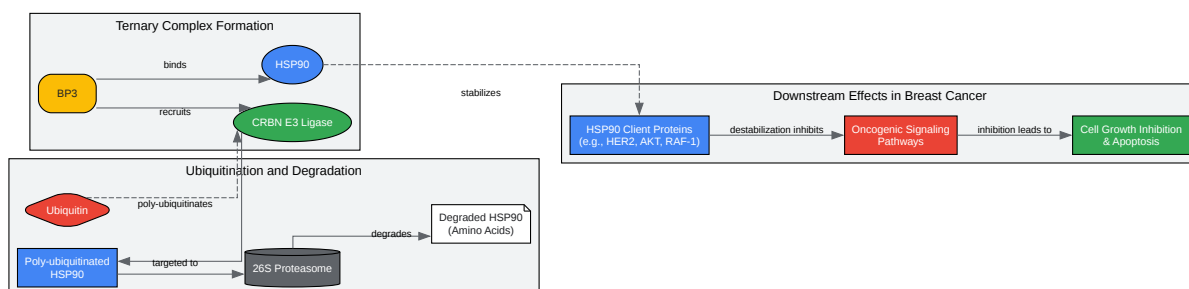 Ternary Complex Formation
BP3
binds
HSP90
recruits
CRBN E3 Ligase
stabilizes
Downstream Effects in Breast Cancer
HSP90 Client Proteins
(e.g., HER2, AKT, RAF-1)
destabilization inhibits
Oncogenic Signaling
Pathways
inhibition leads to
Cell Growth Inhibition
& Apoptosis
Ubiquitination and Degradation
Ubiquitin
poly-ubiquitinates
Poly-ubiquitinated
HSP90
targeted to
26S Proteasome
degrades
Degraded HSP90
(Amino Acids)